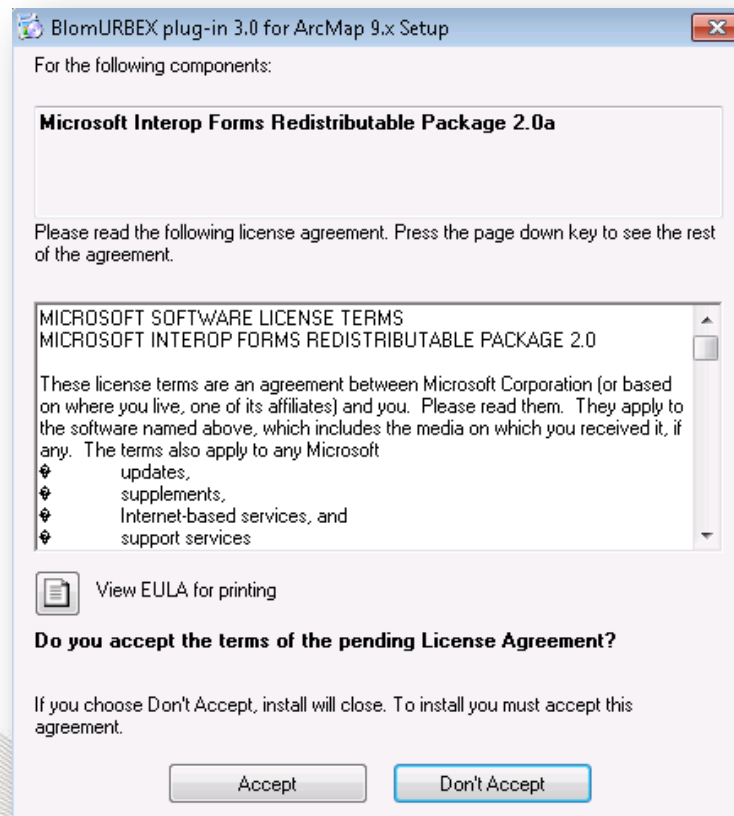 BlomURBEX plug-in 3.0 for ArcMap 9.x Setup
For the following components:
Microsoft Interop Forms Redistributable Package 2.0a
Please read the following license agreement. Press the page down key to see the rest
of the agreement.
MICROSOFT SOFTWARE LICENSE TERMS
MICROSOFT INTEROP FORMS REDISTRIBUTABLE PACKAGE 2.0
These license terms are an agreement between Microsoft Corporation (or based
on where you live, one of its affiliates) and you.  Please read them.  They apply to
the software named above, which includes the media on which you received it, if
any.  The terms also apply to any Microsoft
� updates,
� supplements,
� Internet-based services, and
� support services
View EULA for printing
Do you accept the terms of the pending License Agreement?
If you choose Don't Accept, install will close. To install you must accept this
agreement.
Accept
Don't Accept